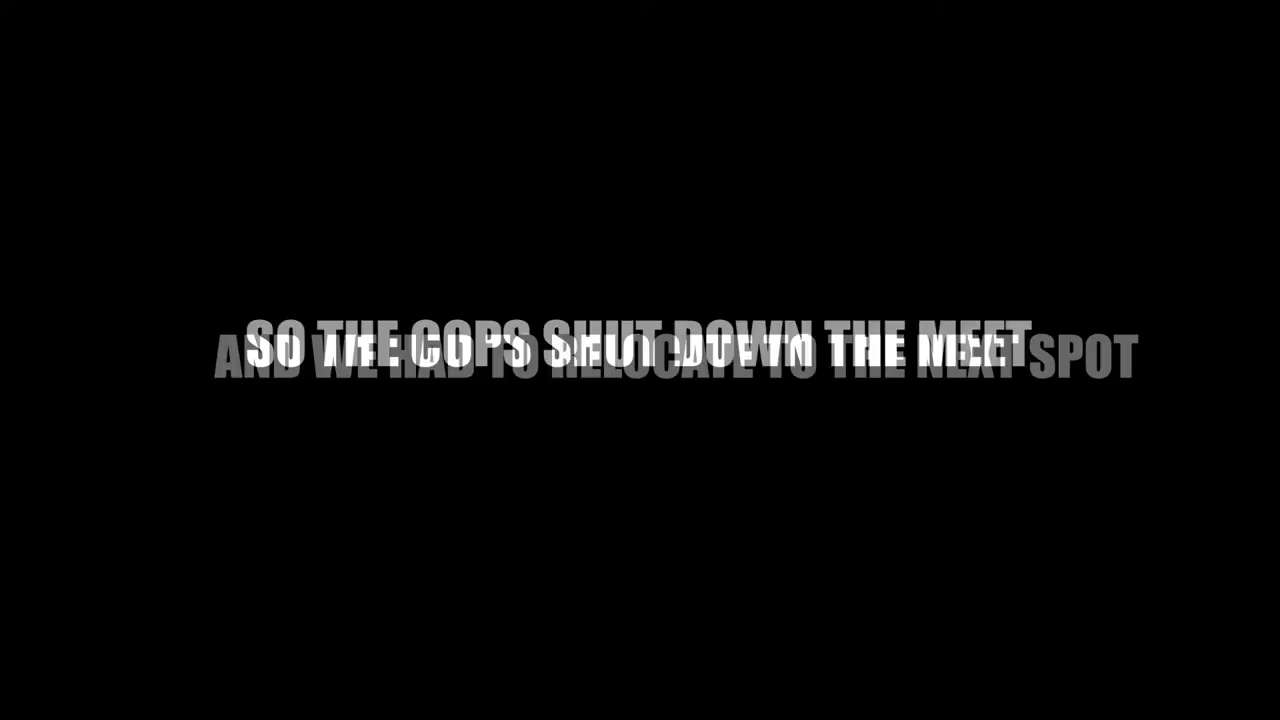 SO THE COPS SHUT DOWN THE MEET
AND WE HAD TO RELOCATE TO THE NEXT SPOT